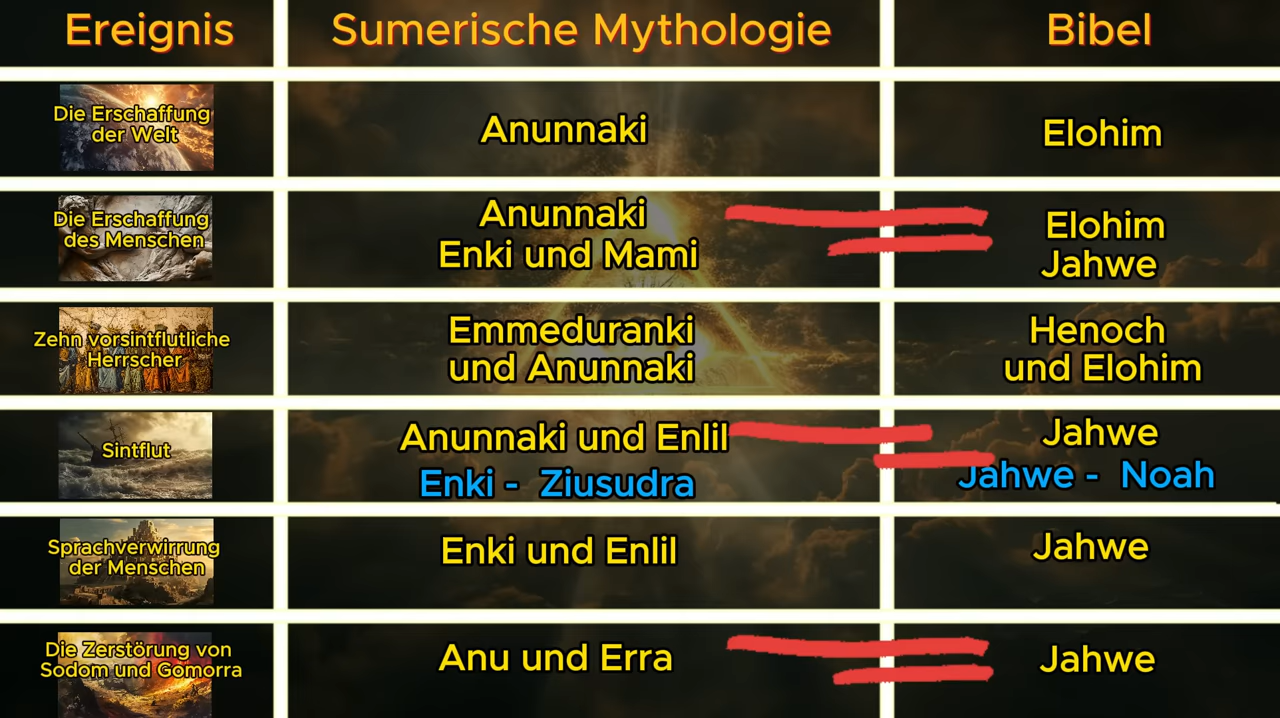 Ereignis
Sumerische Mythologie
Bibel
Die Erschaffung
der Welt
Anunnaki
Elohim
Die Erschaffung
des Menschen
Anunnaki
Enki und Mami
Elohim
Jahwe
Zehn vorsintflutliche
Herrscher
Emmeduranki
und Anunnaki
Henoch
und Elohim
Sintflut
Anunnaki und Enlil
Enki - Ziusudra
Jahwe
Jahwe - Noah
Sprachverwirrung
der Menschen
Enki und Enlil
Jahwe
Die Zerstörung von
Sodom und Gomorra
Anu und Erra
Jahwe